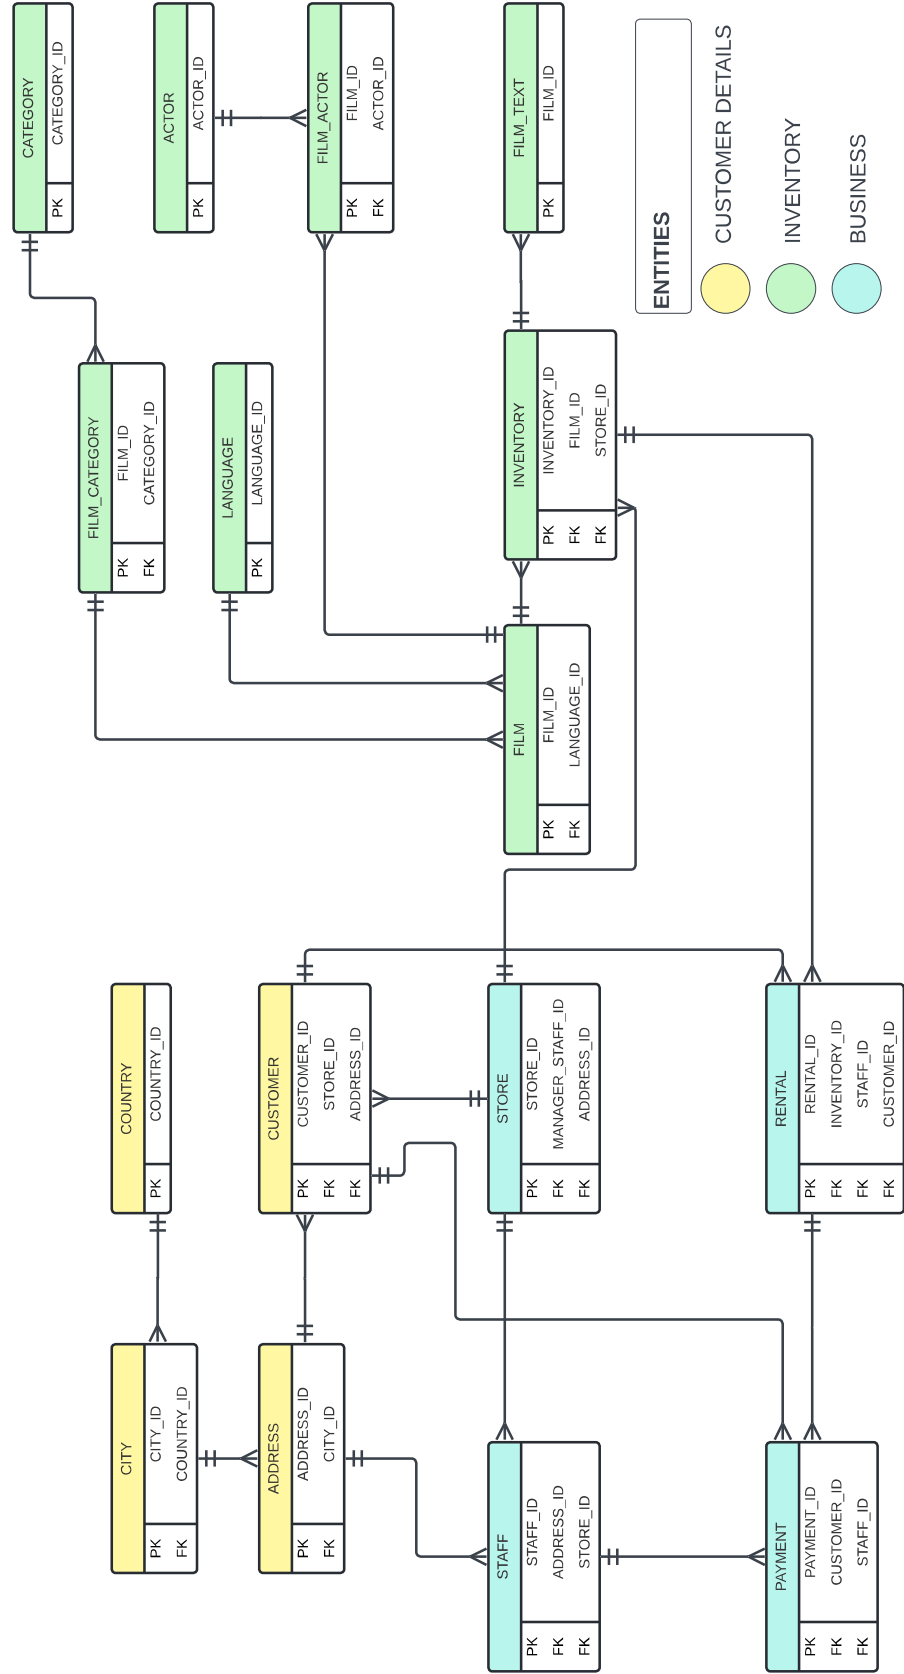 CITY
PK CITY_ID
FK COUNTRY_ID
COUNTRY
PK COUNTRY_ID
FILM_CATEGORY
PK FILM_ID
FK CATEGORY_ID
CATEGORY
PK CATEGORY_ID
LANGUAGE
PK LANGUAGE_ID
ACTOR
PK ACTOR_ID
ADDRESS
PK ADDRESS_ID
FK CITY_ID
CUSTOMER
PK CUSTOMER_ID
FK STORE_ID
FK ADDRESS_ID
FILM_ACTOR
PK FILM_ID
FK ACTOR_ID
STAFF
PK STAFF_ID
FK ADDRESS_ID
FK STORE_ID
STORE
PK STORE_ID
FK MANAGER_STAFF_ID
FK ADDRESS_ID
FILM
PK FILM_ID
FK LANGUAGE_ID
INVENTORY
PK INVENTORY_ID
FK FILM_ID
FK STORE_ID
FILM_TEXT
PK FILM_ID
PAYMENT
PK PAYMENT_ID
FK CUSTOMER_ID
FK STAFF_ID
RENTAL
PK RENTAL_ID
FK INVENTORY_ID
FK STAFF_ID
FK CUSTOMER_ID
ENTITIES
CUSTOMER DETAILS
INVENTORY
BUSINESS